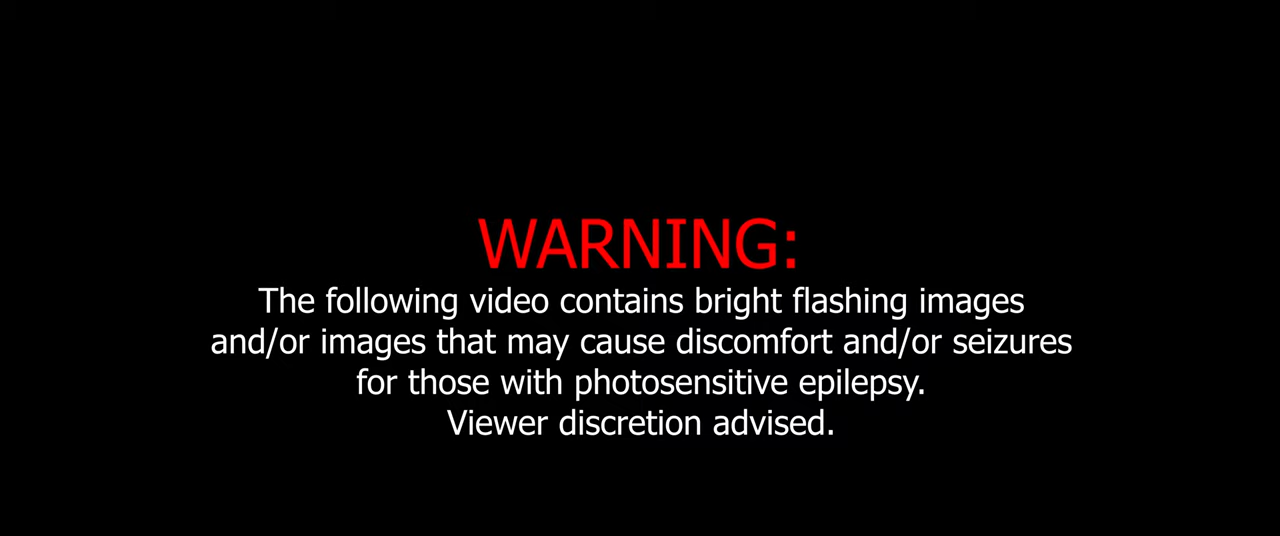 WARNING:
The following video contains bright flashing images
and/or images that may cause discomfort and/or seizures
for those with photosensitive epilepsy.
Viewer discretion advised.